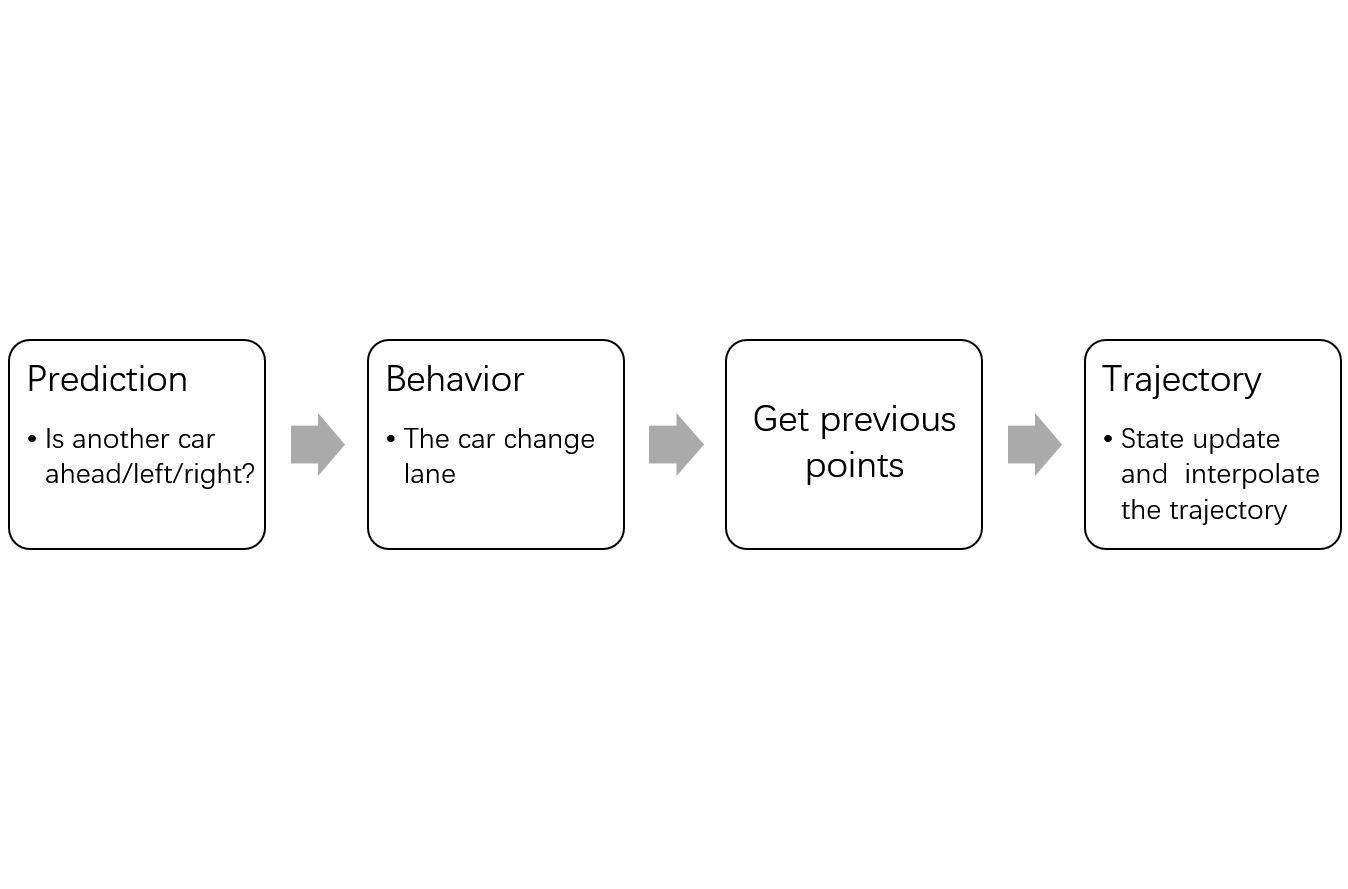 Prediction
• Is another car
ahead/left/right?
Behavior
• The car change
lane
Get previous
points
Trajectory
• State update
and  interpolate
the trajectory